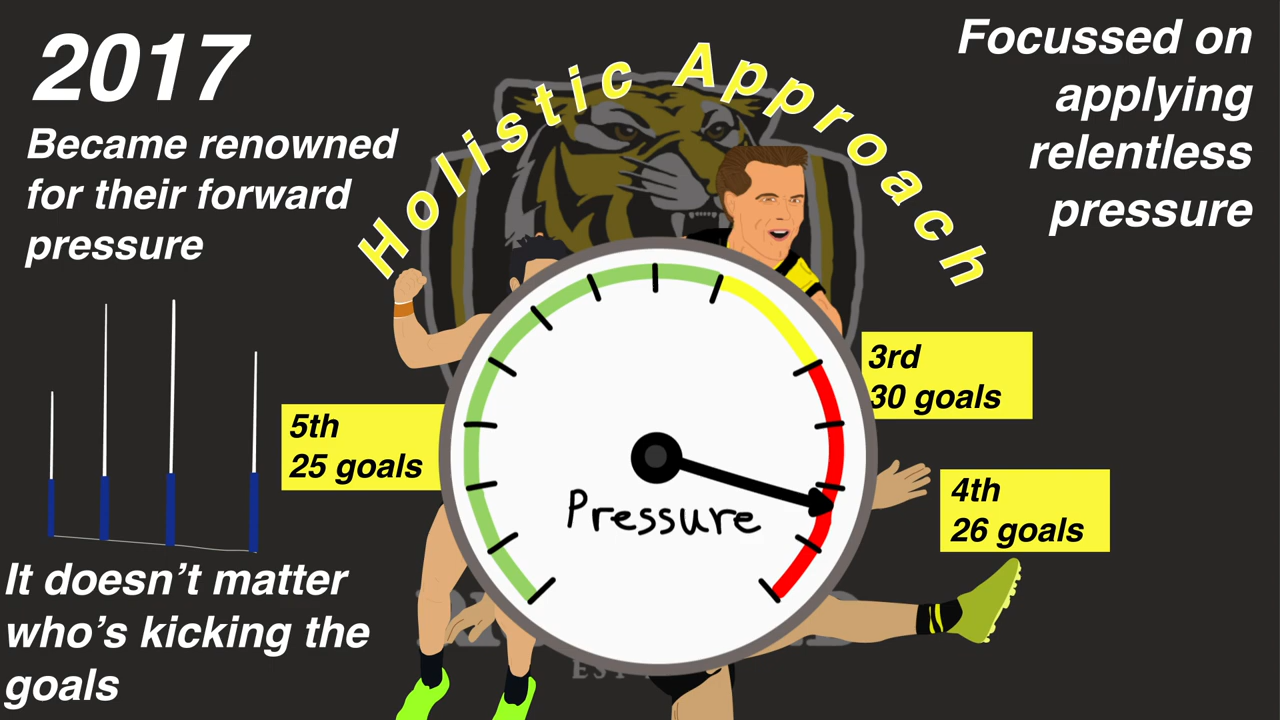 2017
Became renowned
for their forward
pressure
Holistic Approach
Focussed on
applying
relentless
pressure
3rd
30 goals
5th
25 goals
4th
26 goals
Pressure
It doesn't matter
who's kicking the
goals